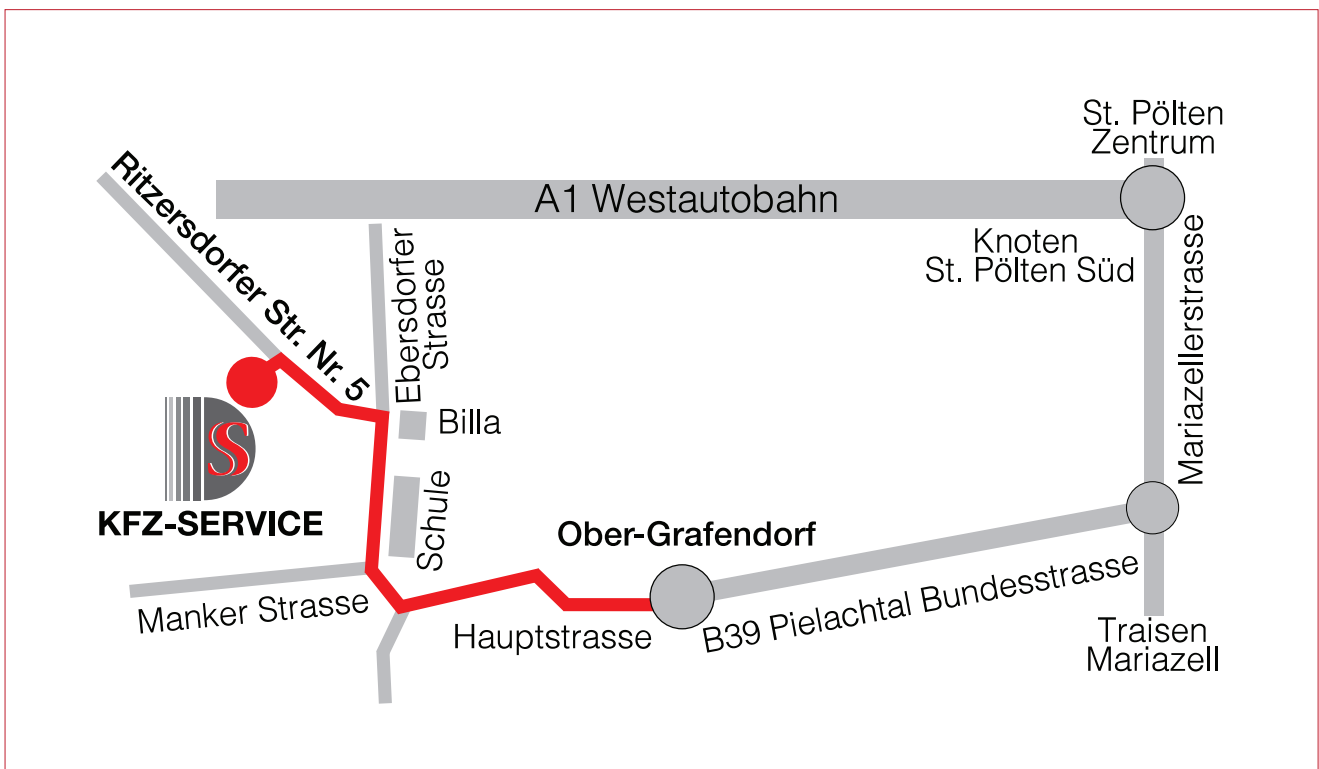 St. Pölten
Zentrum
Ritzersdorfer Str. Nr. 5
A1 Westautobahn
Knoten
St. Pölten Süd
Mariazellerstrasse
Ebersdorfer
Strasse
Billa
S
KFZ-SERVICE
Schule
Ober-Grafendorf
Manker Strasse
Hauptstrasse
B39 Pielachtal Bundesstrasse
Traisen
Mariazell